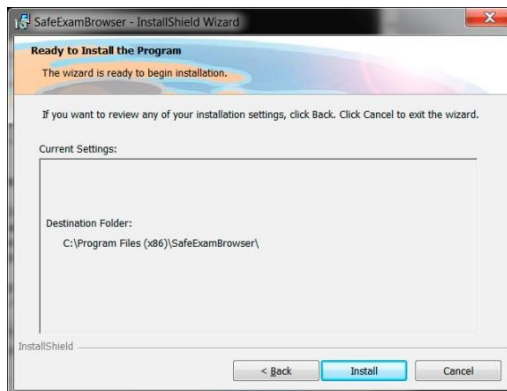 SafeExamBrowser - InstallShield Wizard
Ready to Install the Program
The wizard is ready to begin installation.
If you want to review any of your installation settings, click Back. Click Cancel to exit the wizard.
Current Settings:
Destination Folder:
C:\Program Files (x86)\SafeExamBrowser\
InstallShield
< Back
Install
Cancel